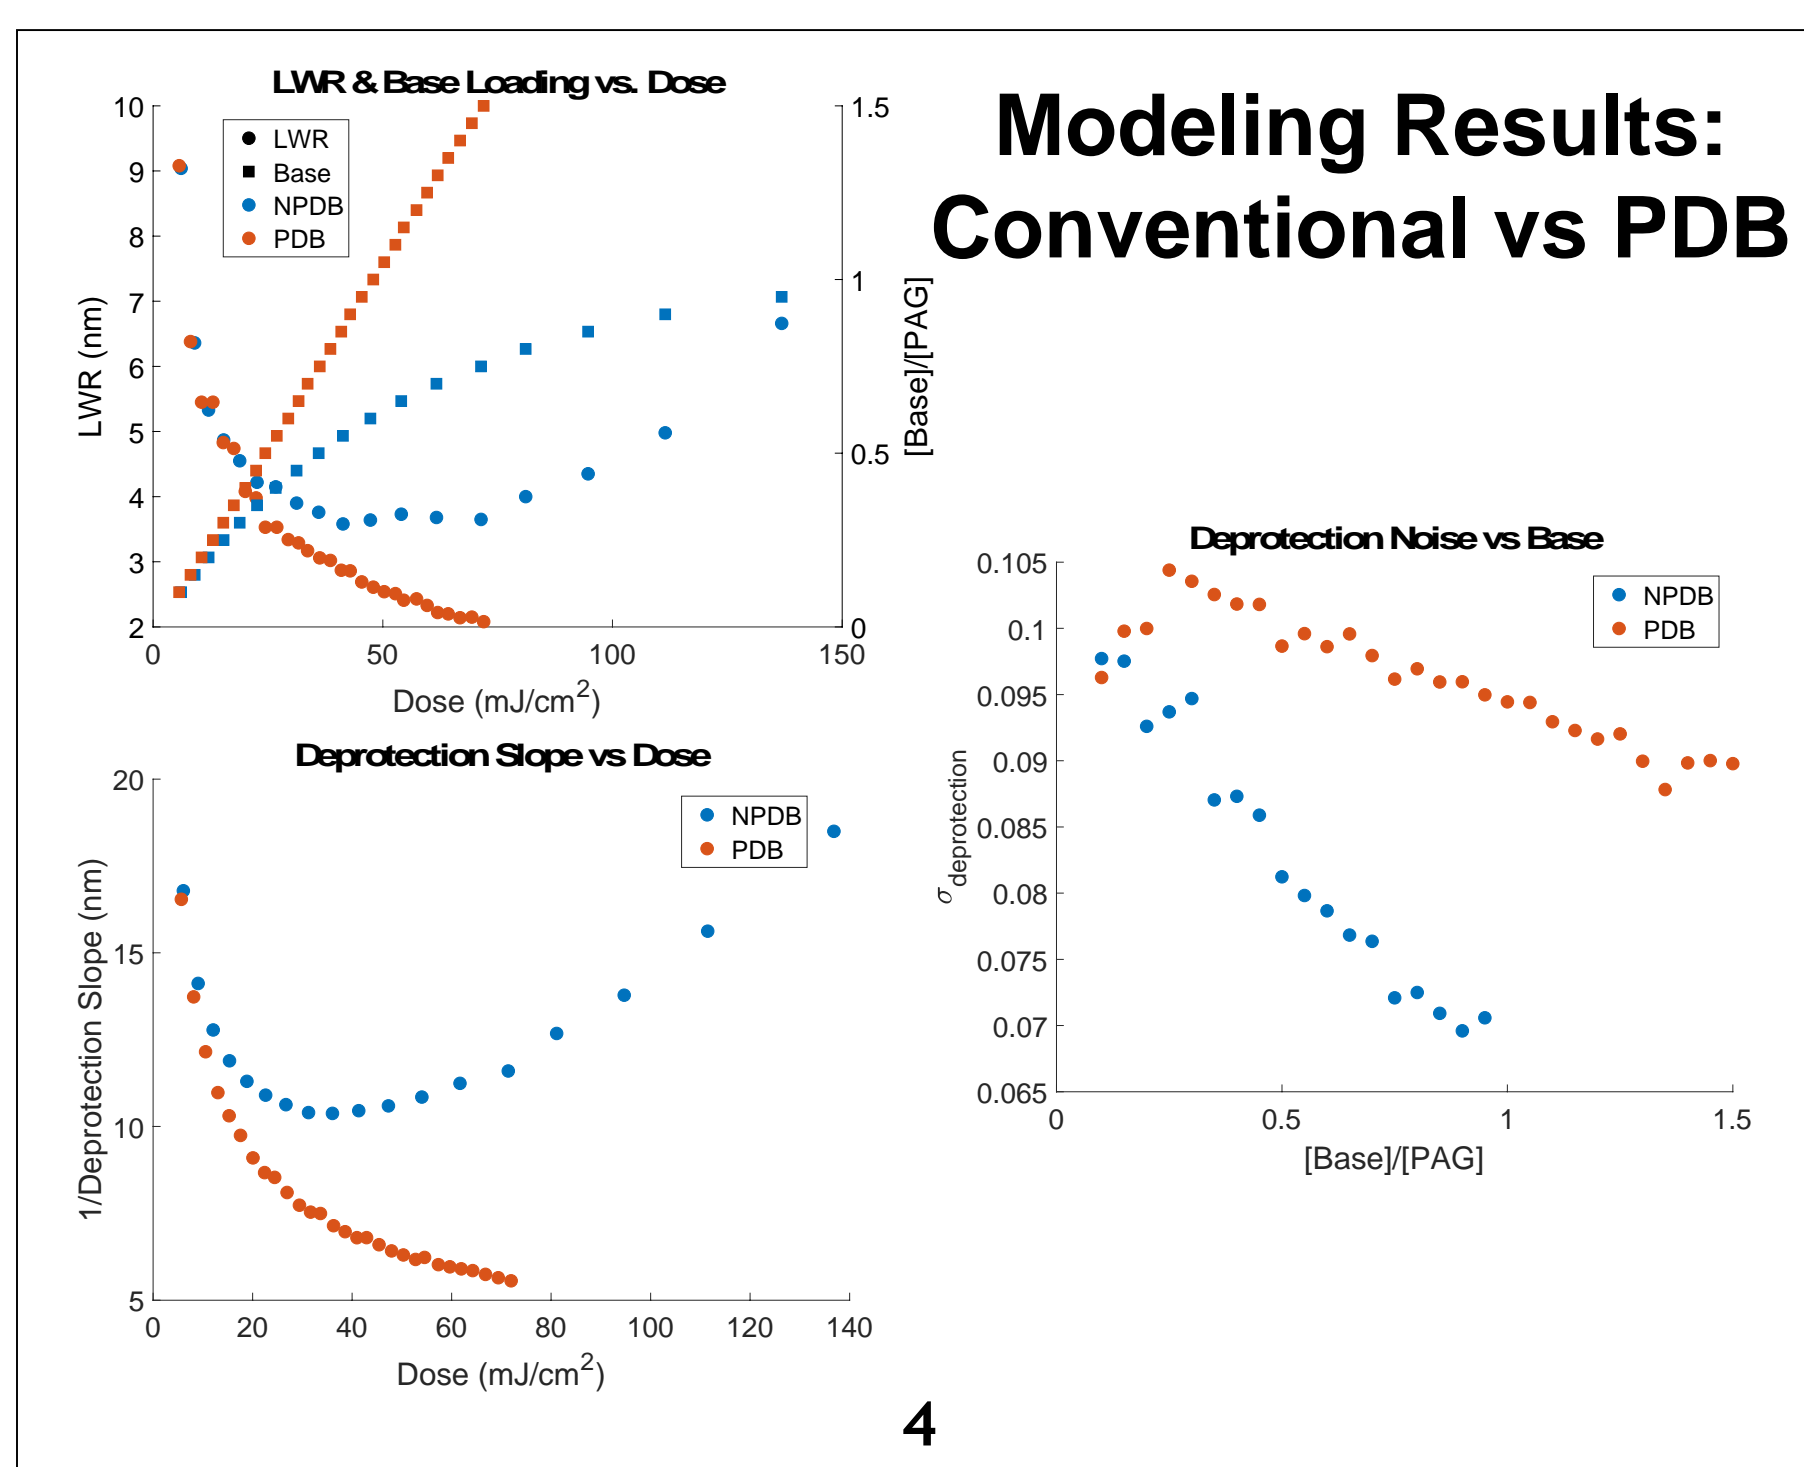 Modeling Results:
Conventional vs PDB
LWR & Base Loading vs. Dose
LWR
Base
NPDB
PDB
10
9
8
7
6
5
4
3
2
LWR (nm)
1.5
1
0.5
0
[Base]/[PAG]
0 50 100 150
Dose (mJ/cm²)
Deprotection Slope vs Dose
NPDB
PDB
20
15
10
5
1/Deprotection Slope (nm)
0 20 40 60 80 100 120 140
Dose (mJ/cm²)
Deprotection Noise vs Base
NPDB
PDB
0.105
0.1
0.095
0.09
0.085
0.08
0.075
0.07
0.065
σdeprotection
0 0.5 1 1.5
[Base]/[PAG]
4